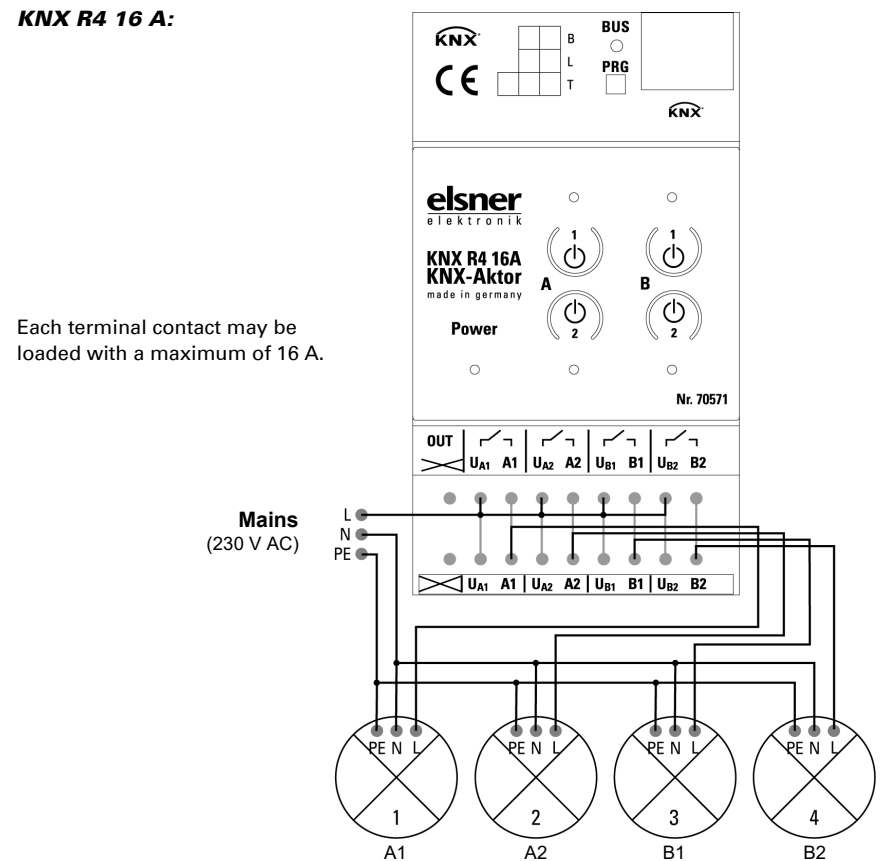 KNX R4 16 A:
KNX
CE
B
L
T
BUS
PRG
KNX
elsner
elektronik
KNX R4 16A
KNX-Aktor
made in germany
Power
A
1
2
B
1
2
Nr. 70571
Each terminal contact may be
loaded with a maximum of 16 A.
OUT
UA1 A1 UA2 A2 UB1 B1 UB2 B2
Mains
(230 V AC)
L
N
PE
UA1 A1 UA2 A2 UB1 B1 UB2 B2
PE N L
PE N L
PE N L
PE N L
1
2
3
4
A1
A2
B1
B2